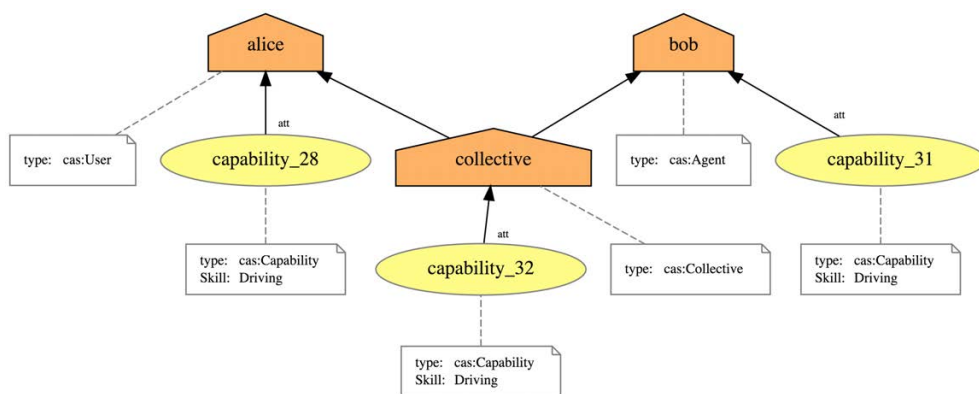 alice
bob
att
att
type: cas:User
capability_28
collective
type: cas:Agent
capability_31
att
type: cas:Capability
Skill: Driving
capability_32
type: cas:Collective
type: cas:Capability
Skill: Driving
type: cas:Capability
Skill: Driving